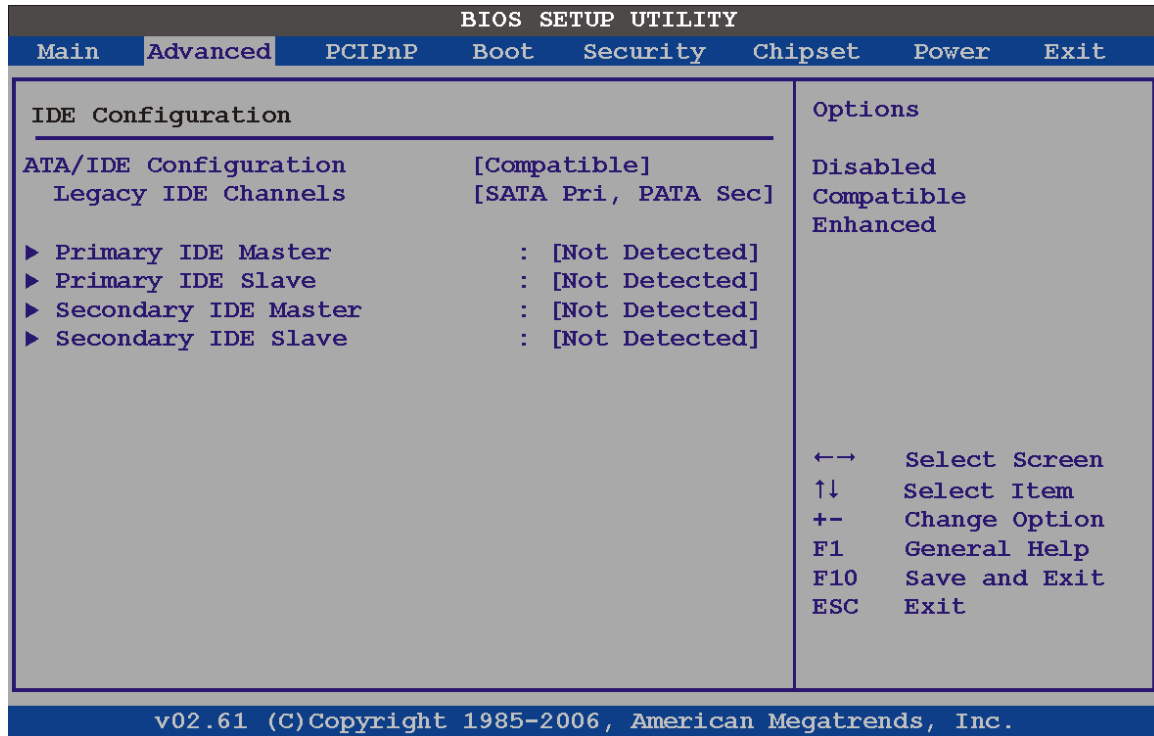 BIOS SETUP UTILITY
Main Advanced PCIPnP Boot Security Chipset Power Exit
IDE Configuration
ATA/IDE Configuration [Compatible]
Legacy IDE Channels [SATA Pri, PATA Sec]
▶ Primary IDE Master : [Not Detected]
▶ Primary IDE Slave : [Not Detected]
▶ Secondary IDE Master : [Not Detected]
▶ Secondary IDE Slave : [Not Detected]
Options
Disabled
Compatible
Enhanced
←→ Select Screen
↑↓ Select Item
+- Change Option
F1 General Help
F10 Save and Exit
ESC Exit
v02.61 (C)Copyright 1985-2006, American Megatrends, Inc.